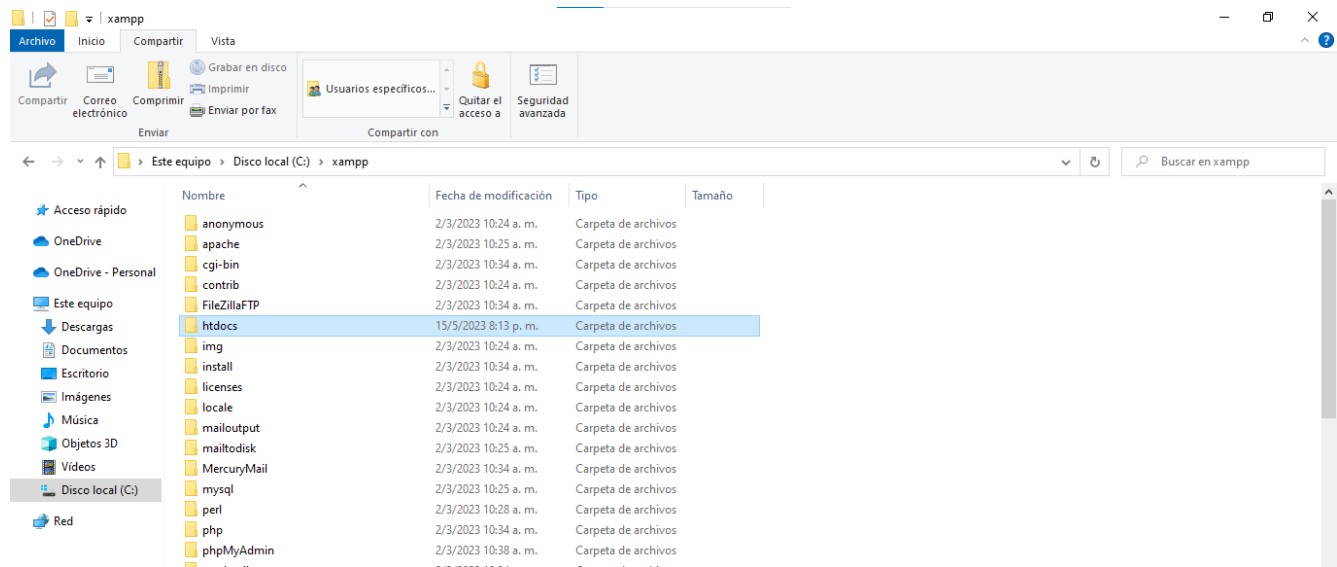 xampp
Archivo Inicio Compartir Vista
Compartir
Correo electrónico
Comprimir
Grabar en disco
Imprimir
Enviar por fax
Enviar
Usuarios específicos...
Quitar el acceso a
Seguridad avanzada
Compartir con
Este equipo > Disco local (C:) > xampp
Buscar en xampp
Acceso rápido
OneDrive
OneDrive - Personal
Este equipo
Descargas
Documentos
Escritorio
Imágenes
Música
Objetos 3D
Vídeos
Disco local (C:)
Red
Nombre Fecha de modificación Tipo Tamaño
anonymous 2/3/2023 10:24 a. m. Carpeta de archivos
apache 2/3/2023 10:25 a. m. Carpeta de archivos
cgi-bin 2/3/2023 10:34 a. m. Carpeta de archivos
contrib 2/3/2023 10:24 a. m. Carpeta de archivos
FileZillaFTP 2/3/2023 10:34 a. m. Carpeta de archivos
htdocs 15/5/2023 8:13 p. m. Carpeta de archivos
img 2/3/2023 10:24 a. m. Carpeta de archivos
install 2/3/2023 10:34 a. m. Carpeta de archivos
licenses 2/3/2023 10:24 a. m. Carpeta de archivos
locale 2/3/2023 10:24 a. m. Carpeta de archivos
mailoutput 2/3/2023 10:24 a. m. Carpeta de archivos
mailtodisk 2/3/2023 10:25 a. m. Carpeta de archivos
MercuryMail 2/3/2023 10:34 a. m. Carpeta de archivos
mysql 2/3/2023 10:25 a. m. Carpeta de archivos
perl 2/3/2023 10:28 a. m. Carpeta de archivos
php 2/3/2023 10:34 a. m. Carpeta de archivos
phpMyAdmin 2/3/2023 10:38 a. m. Carpeta de archivos